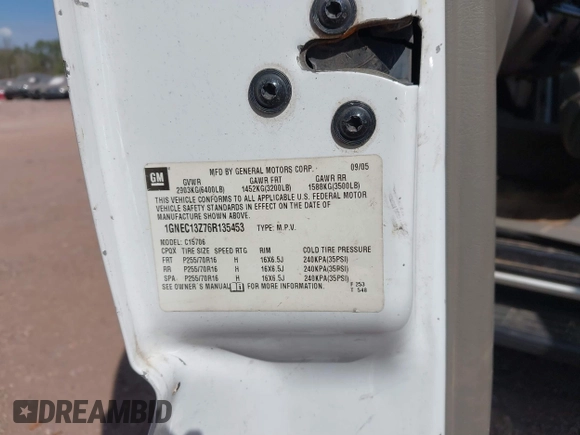 GM
MFD BY GENERAL MOTORS CORP. 09/05
GVWR GAWR FRT GAWR RR
2903KG(6400LB) 1452KG(3200LB) 1588KG(3500LB)
THIS VEHICLE CONFORMS TO ALL APPLICABLE U.S. FEDERAL MOTOR
VEHICLE SAFETY STANDARDS IN EFFECT ON THE DATE OF
MANUFACTURE SHOWN ABOVE.
1GNEC13Z76R135453 TYPE: M.P.V.
MODEL: C15706
CPQX TIRE SIZE SPEED RTG RIM COLD TIRE PRESSURE
FRT P255/70R16 H 16X6.5J 240KPA(35PSI)
RR P255/70R16 H 16X6.5J 240KPA(35PSI)
SPA P255/70R16 H 16X6.5J 240KPA(35PSI)
SEE OWNER'S MANUAL FOR MORE INFORMATION.
F 253
T 548
DREAMBID